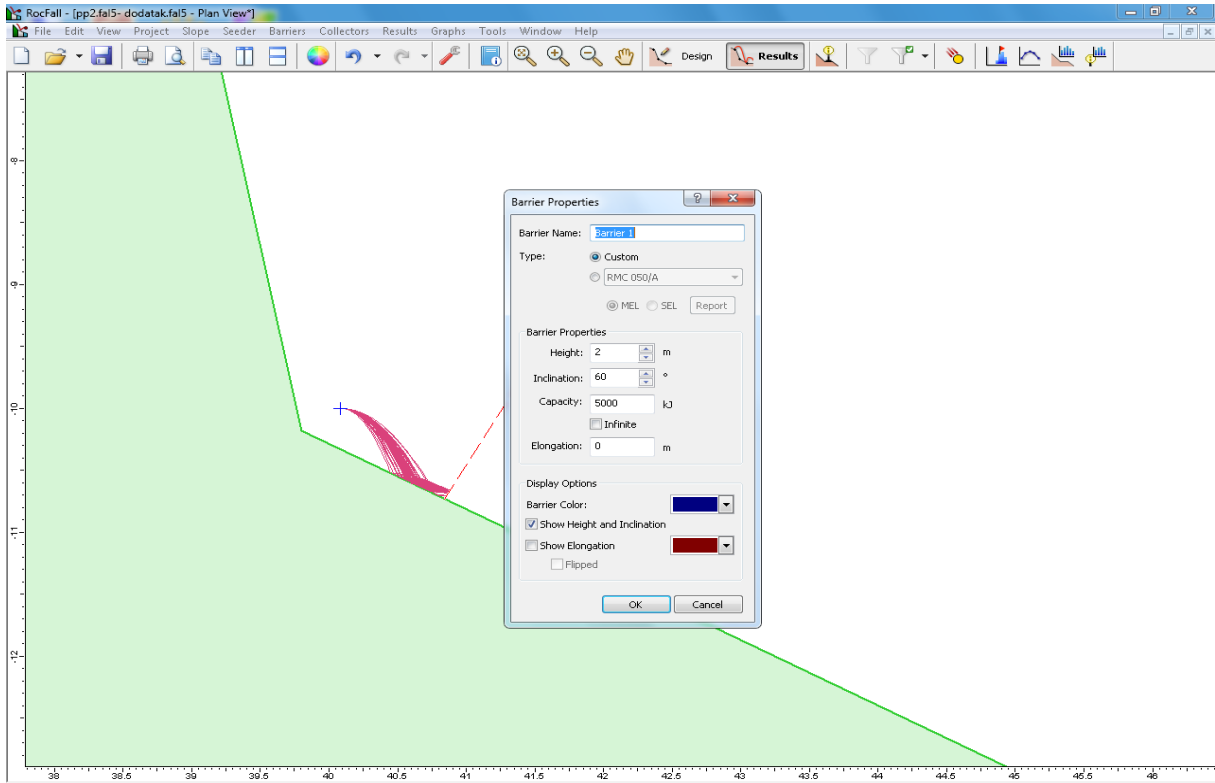 RocFall - [pp2.fal5- dodatak.fal5 - Plan View*]
File Edit View Project Slope Seeder Barriers Collectors Results Graphs Tools Window Help
Design Results
Barrier Properties
Barrier Name: Barrier 1
Type: Custom
RMC 050/A
MEL SEL Report
Barrier Properties
Height: 2 m
Inclination: 60 °
Capacity: 5000 kJ
Infinite
Elongation: 0 m
Display Options
Barrier Color:
Show Height and Inclination
Show Elongation
Flipped
OK Cancel
-8
-9
-10
-11
-12
38 38.5 39 39.5 40 40.5 41 41.5 42 42.5 43 43.5 44 44.5 45 45.5 46